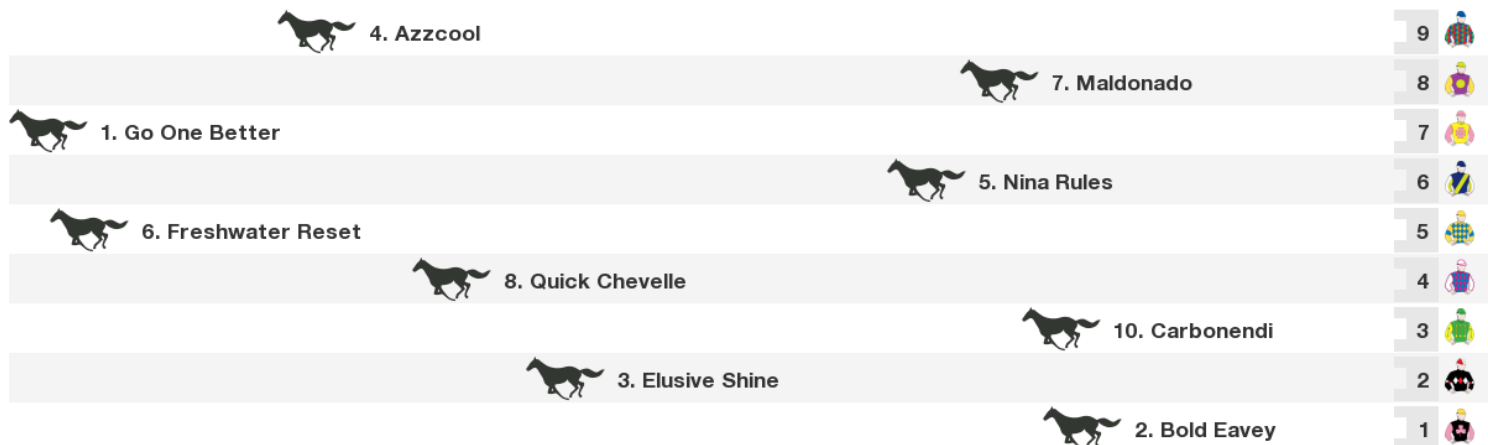 4. Azzcool 9
7. Maldonado 8
1. Go One Better 7
5. Nina Rules 6
6. Freshwater Reset 5
8. Quick Chevelle 4
10. Carbonendi 3
3. Elusive Shine 2
2. Bold Eavey 1